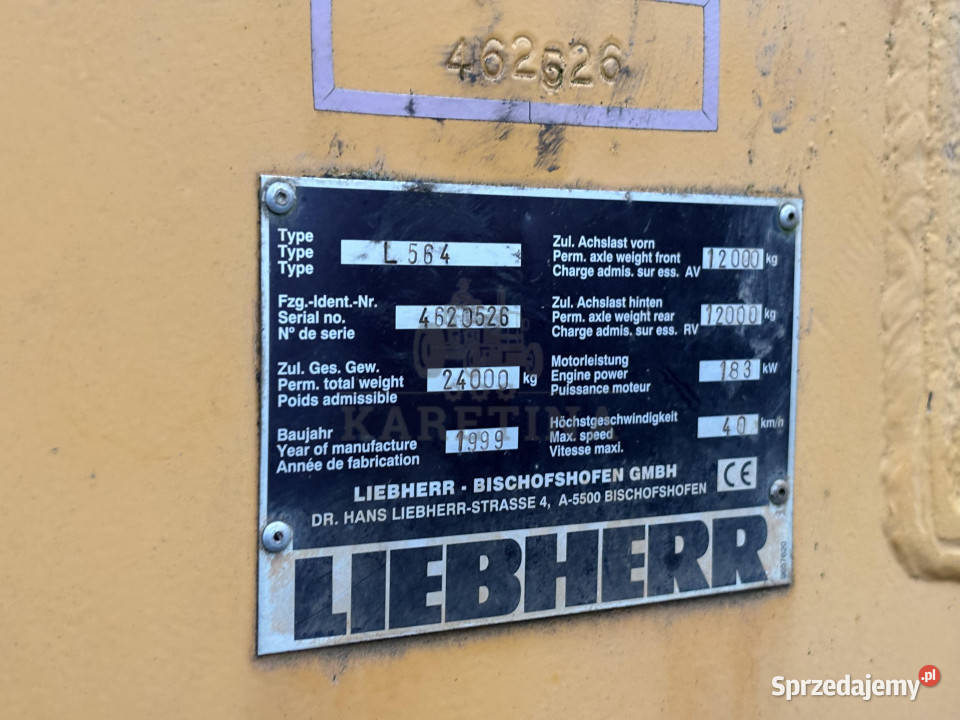 462526
Type
Type
Type
L 564
Fzg.-Ident.-Nr.
Serial no.
N° de serie
4620526
Zul. Ges. Gew.
Perm. total weight
Poids admissible
24000 kg
Baujahr
Year of manufacture
Année de fabrication
1999
Zul. Achslast vorn
Perm. axle weight front
Charge admis. sur ess. AV
12000 kg
Zul. Achslast hinten
Perm. axle weight rear
Charge admis. sur ess. RV
12000 kg
Motorleistung
Engine power
Puissance moteur
183 kW
Höchstgeschwindigkeit
Max. speed
Vitesse maxi.
40 km/h
KARETINA
LIEBHERR - BISCHOFSHOFEN GMBH
DR. HANS LIEBHERR-STRASSE 4, A-5500 BISCHOFSHOFEN
CE
LIEBHERR
Sprzedajemy.pl